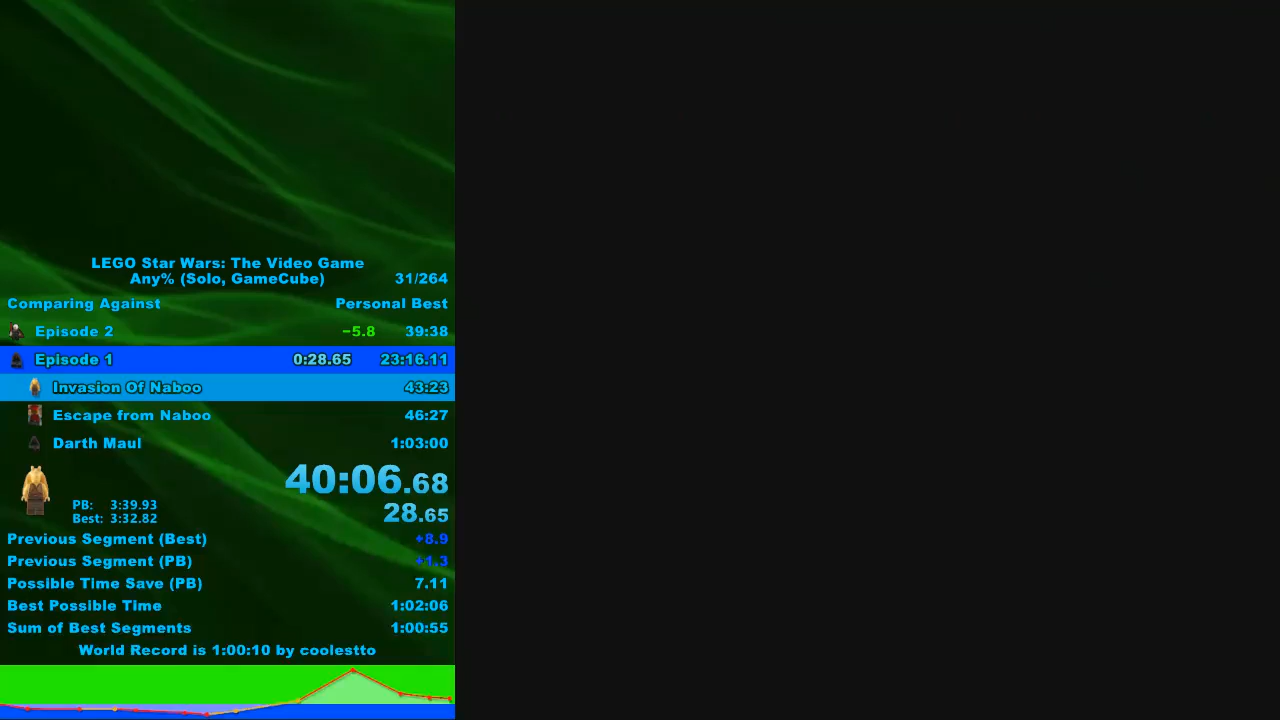 LEGO Star Wars: The Video Game
Any% (Solo, GameCube) 31/264
Comparing Against Personal Best
Episode 2 −5.8 39:38
Episode 1 0:28.65 23:16.11
Invasion Of Naboo 43:23
Escape from Naboo 46:27
Darth Maul 1:03:00
40:06.68
PB: 3:39.93 28.65
Best: 3:32.82
Previous Segment (Best) +8.9
Previous Segment (PB) +1.3
Possible Time Save (PB) 7.11
Best Possible Time 1:02:06
Sum of Best Segments 1:00:55
World Record is 1:00:10 by coolestto